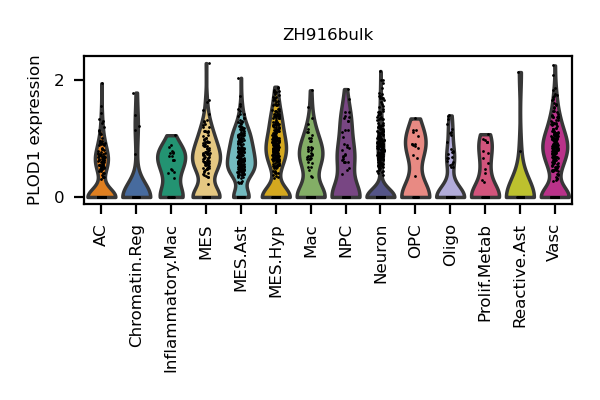 ZH916bulk
PLOD1 expression
2
0
AC
Chromatin.Reg
Inflammatory.Mac
MES
MES.Ast
MES.Hyp
Mac
NPC
Neuron
OPC
Oligo
Prolif.Metab
Reactive.Ast
Vasc